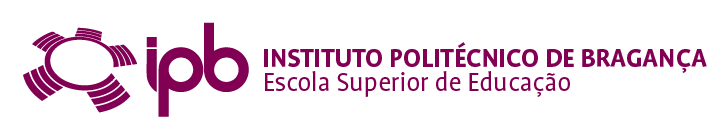 ipb
INSTITUTO POLITÉCNICO DE BRAGANÇA
Escola Superior de Educação